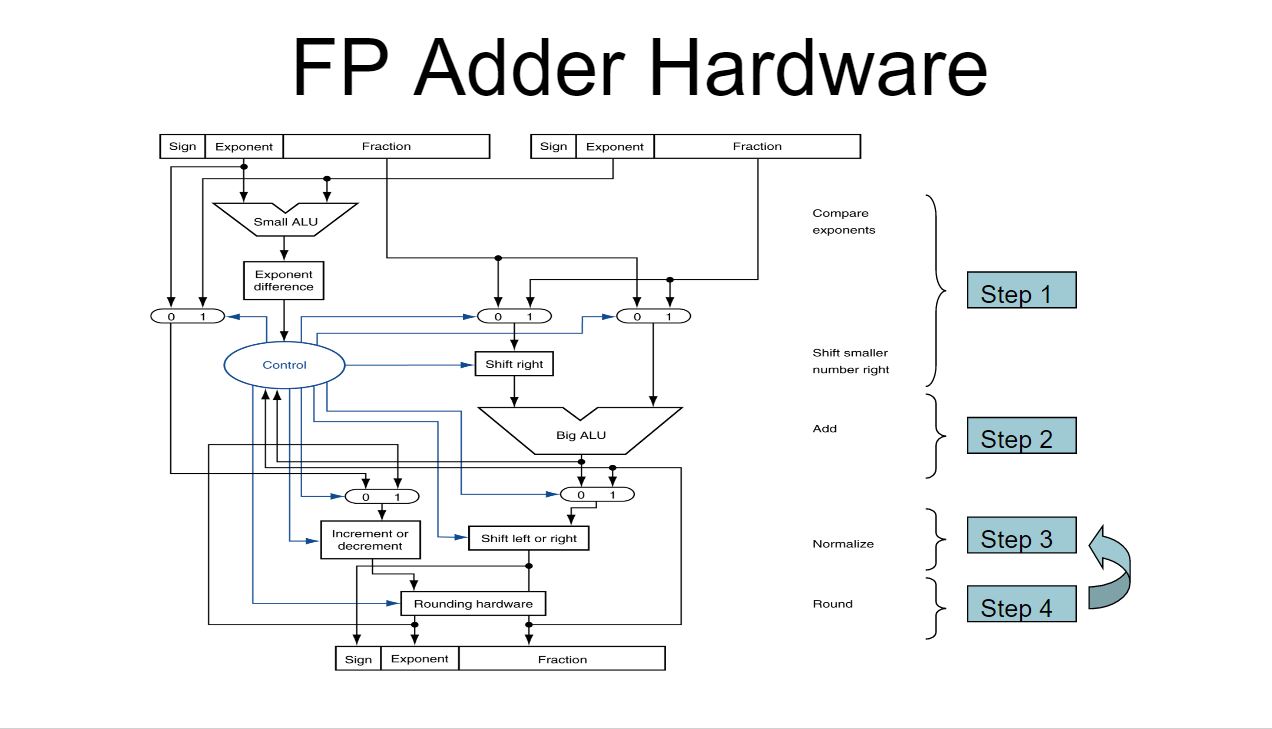 FP Adder Hardware
Sign Exponent Fraction
Sign Exponent Fraction
Small ALU
Compare
exponents
Exponent
difference
Step 1
0 1
0 1
0 1
Control
Shift right
Shift smaller
number right
Big ALU
Add
Step 2
0 1
0 1
Increment or
decrement
Shift left or right
Normalize
Step 3
Rounding hardware
Round
Step 4
Sign Exponent Fraction